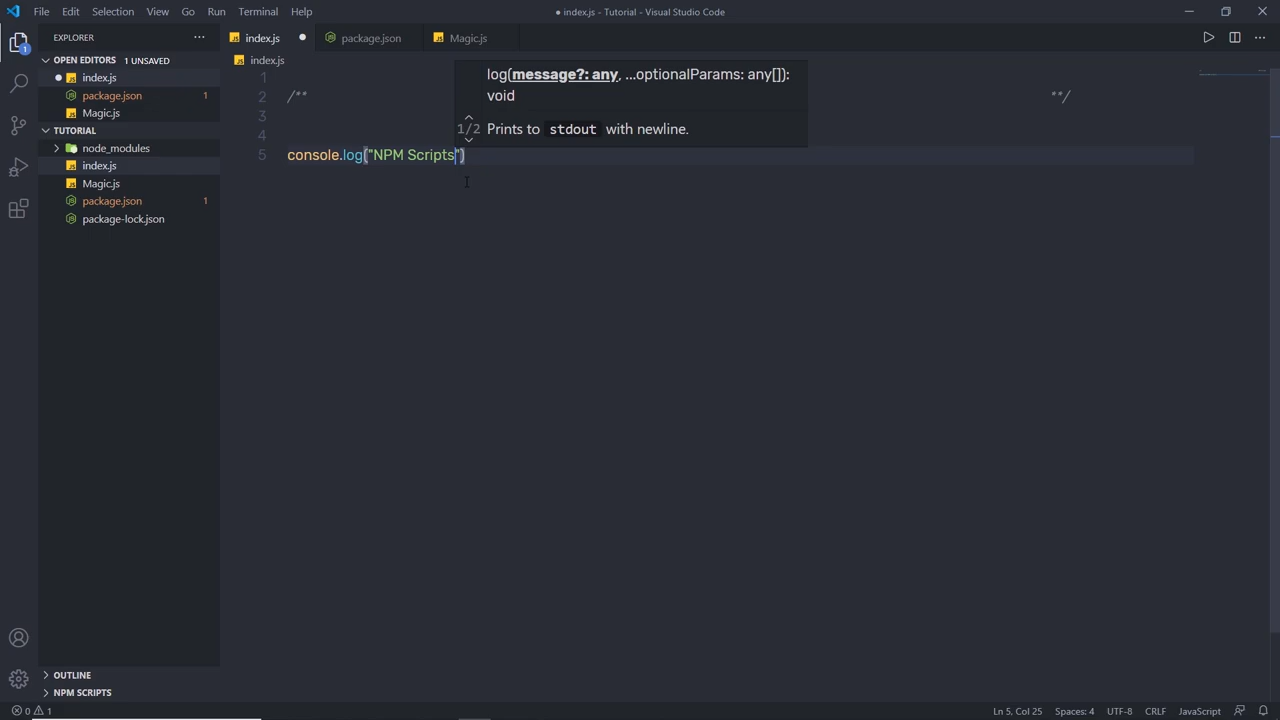 File Edit Selection View Go Run Terminal Help
● index.js - Tutorial - Visual Studio Code
EXPLORER ···
index.js ● package.json Magic.js
OPEN EDITORS 1 UNSAVED
index.js
package.json 1
Magic.js
TUTORIAL
node_modules
index.js
Magic.js
package.json 1
package-lock.json
OUTLINE
NPM SCRIPTS
1
index.js
1
2 /** **/
3
4
5 console.log("NPM Scripts")
log(message?: any, ...optionalParams: any[]):
void
1/2 Prints to stdout with newline.
0 1
Ln 5, Col 25 Spaces: 4 UTF-8 CRLF JavaScript